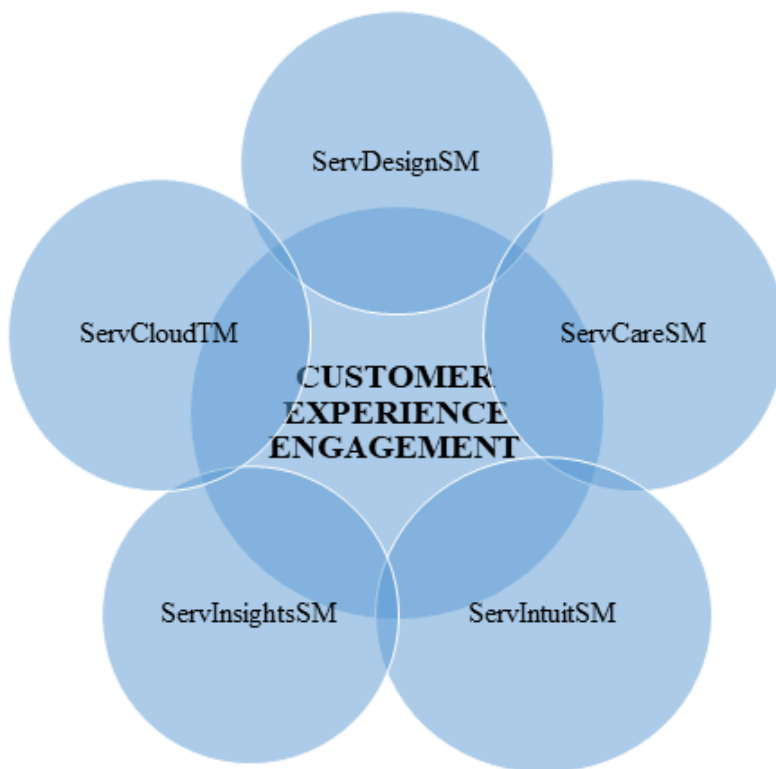 ServDesignSM
ServCloudTM
ServCareSM
CUSTOMER
EXPERIENCE
ENGAGEMENT
ServInsightsSM
ServIntuitSM